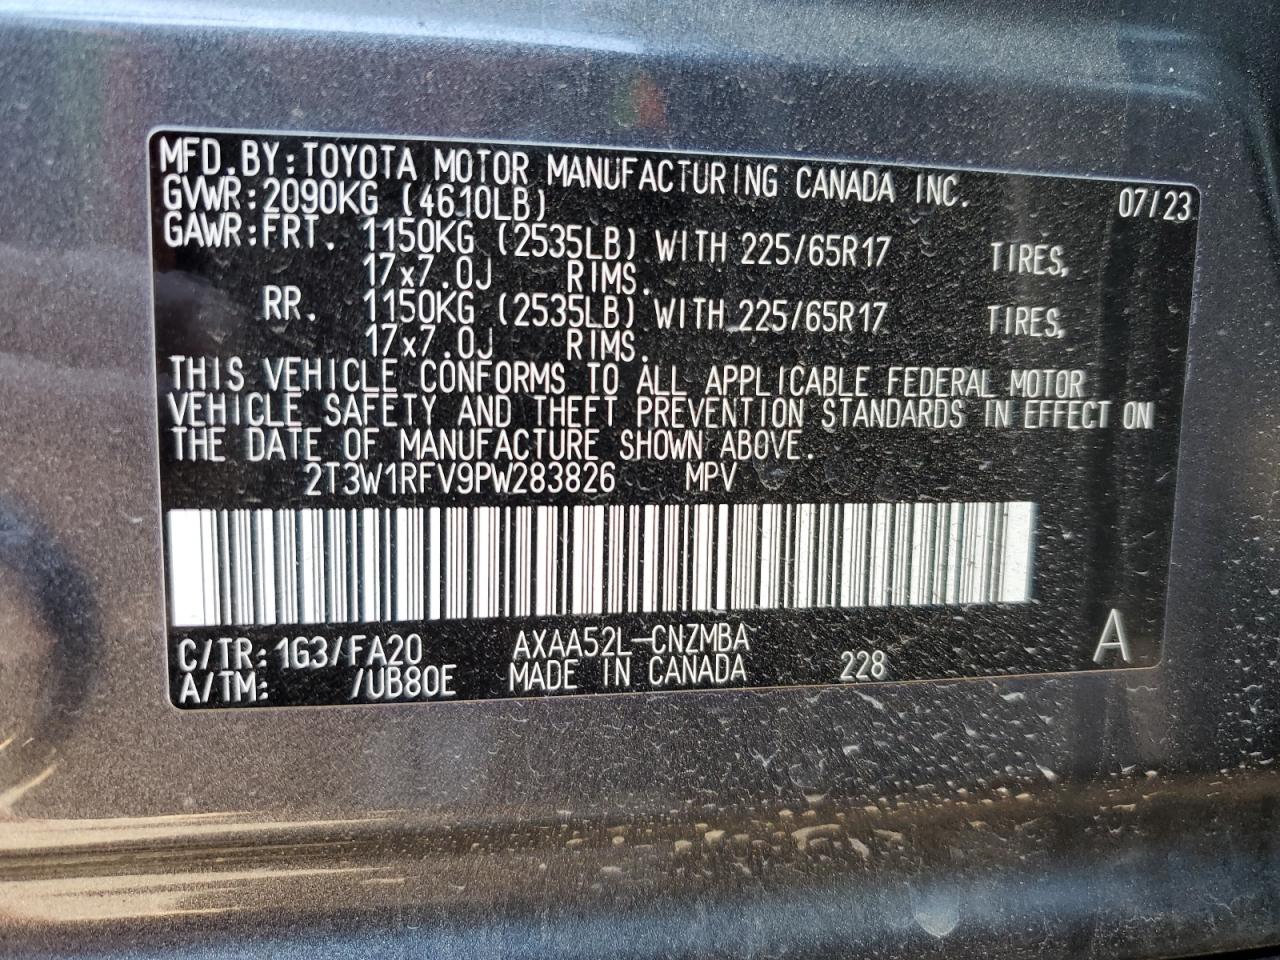 MFD.BY:TOYOTA MOTOR MANUFACTURING CANADA INC. 07/23
GVWR:2090KG (4610LB)
GAWR:FRT. 1150KG (2535LB) WITH 225/65R17 TIRES,
17x7.0J RIMS.
RR. 1150KG (2535LB) WITH 225/65R17 TIRES,
17x7.0J RIMS.
THIS VEHICLE CONFORMS TO ALL APPLICABLE FEDERAL MOTOR
VEHICLE SAFETY AND THEFT PREVENTION STANDARDS IN EFFECT ON
THE DATE OF MANUFACTURE SHOWN ABOVE.
2T3W1RFV9PW283826 MPV
C/TR:1G3/FA20 AXAA52L-CNZMBA A
A/TM: /UB80E MADE IN CANADA 228